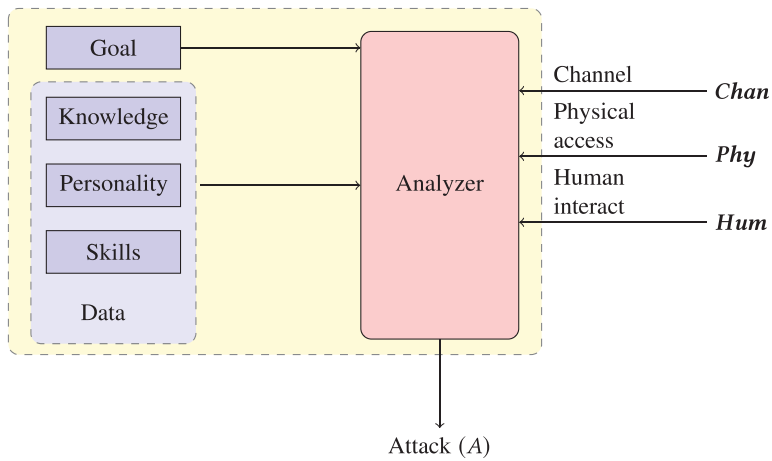 Goal
Knowledge
Personality
Skills
Data
Analyzer
Channel
Chan
Physical
access
Phy
Human
interact
Hum
Attack (A)